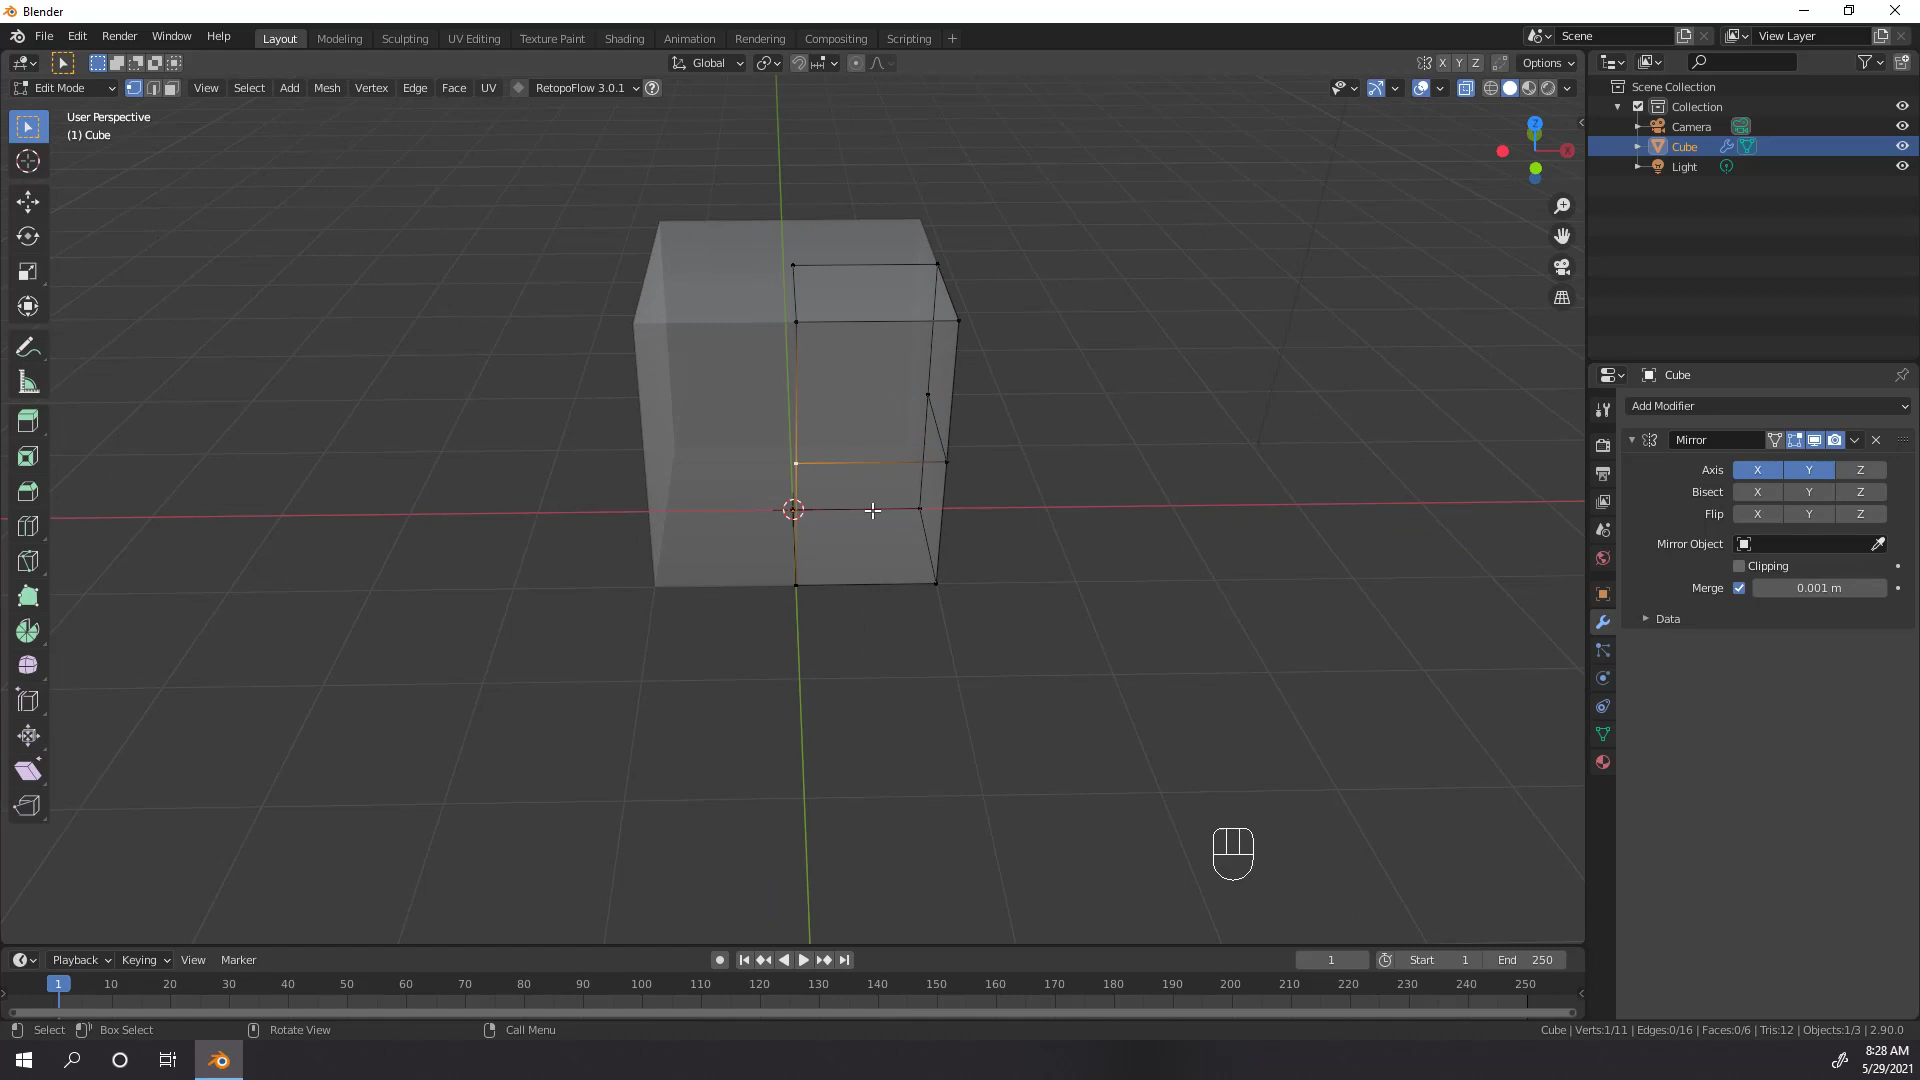 Blender
File Edit Render Window Help
Layout Modeling Sculpting UV Editing Texture Paint Shading Animation Rendering Compositing Scripting +
Scene
View Layer
Global
X Y Z
Options
Edit Mode
View Select Add Mesh Vertex Edge Face UV
RetopoFlow 3.0.1
User Perspective
(1) Cube
Z
X
Scene Collection
Collection
Camera
Cube
Light
Cube
Add Modifier
Mirror
Axis X Y Z
Bisect X Y Z
Flip X Y Z
Mirror Object
Clipping
Merge 0.001 m
Data
Playback Keying View Marker
1 Start 1 End 250
1 10 20 30 40 50 60 70 80 90 100 110 120 130 140 150 160 170 180 190 200 210 220 230 240 250
Select Box Select Rotate View Call Menu
Cube | Verts:1/11 | Edges:0/16 | Faces:0/6 | Tris:12 | Objects:1/3 | 2.90.0
8:28 AM
5/29/2021